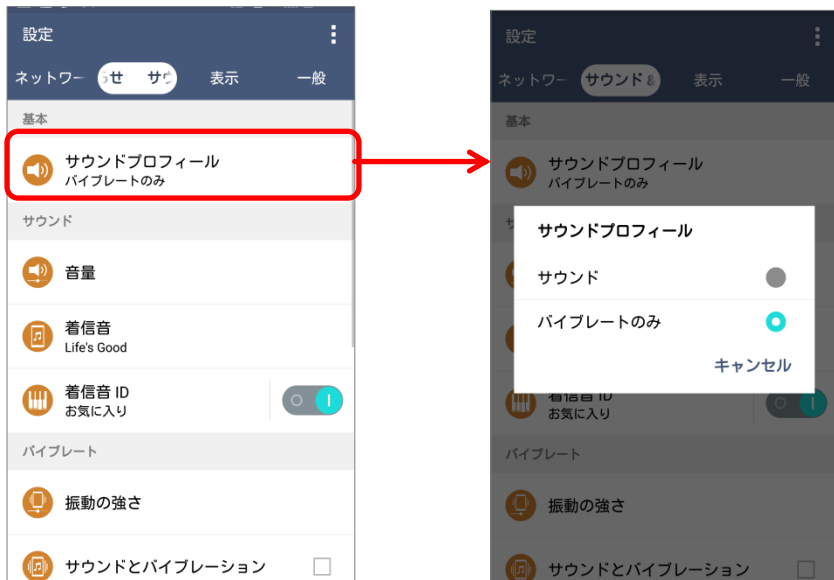 設定
ネットワー
らせ サウ
表示
一般
基本
サウンドプロフィール
バイブレートのみ
サウンド
音量
着信音
Life's Good
着信音 ID
お気に入り
バイブレート
振動の強さ
サウンドとバイブレーション
設定
ネットワー
サウンド &
表示
一般
基本
サウンドプロフィール
バイブレートのみ
サウンドプロフィール
サウンド
バイブレートのみ
キャンセル
着信音 ID
お気に入り
バイブレート
振動の強さ
サウンドとバイブレーション